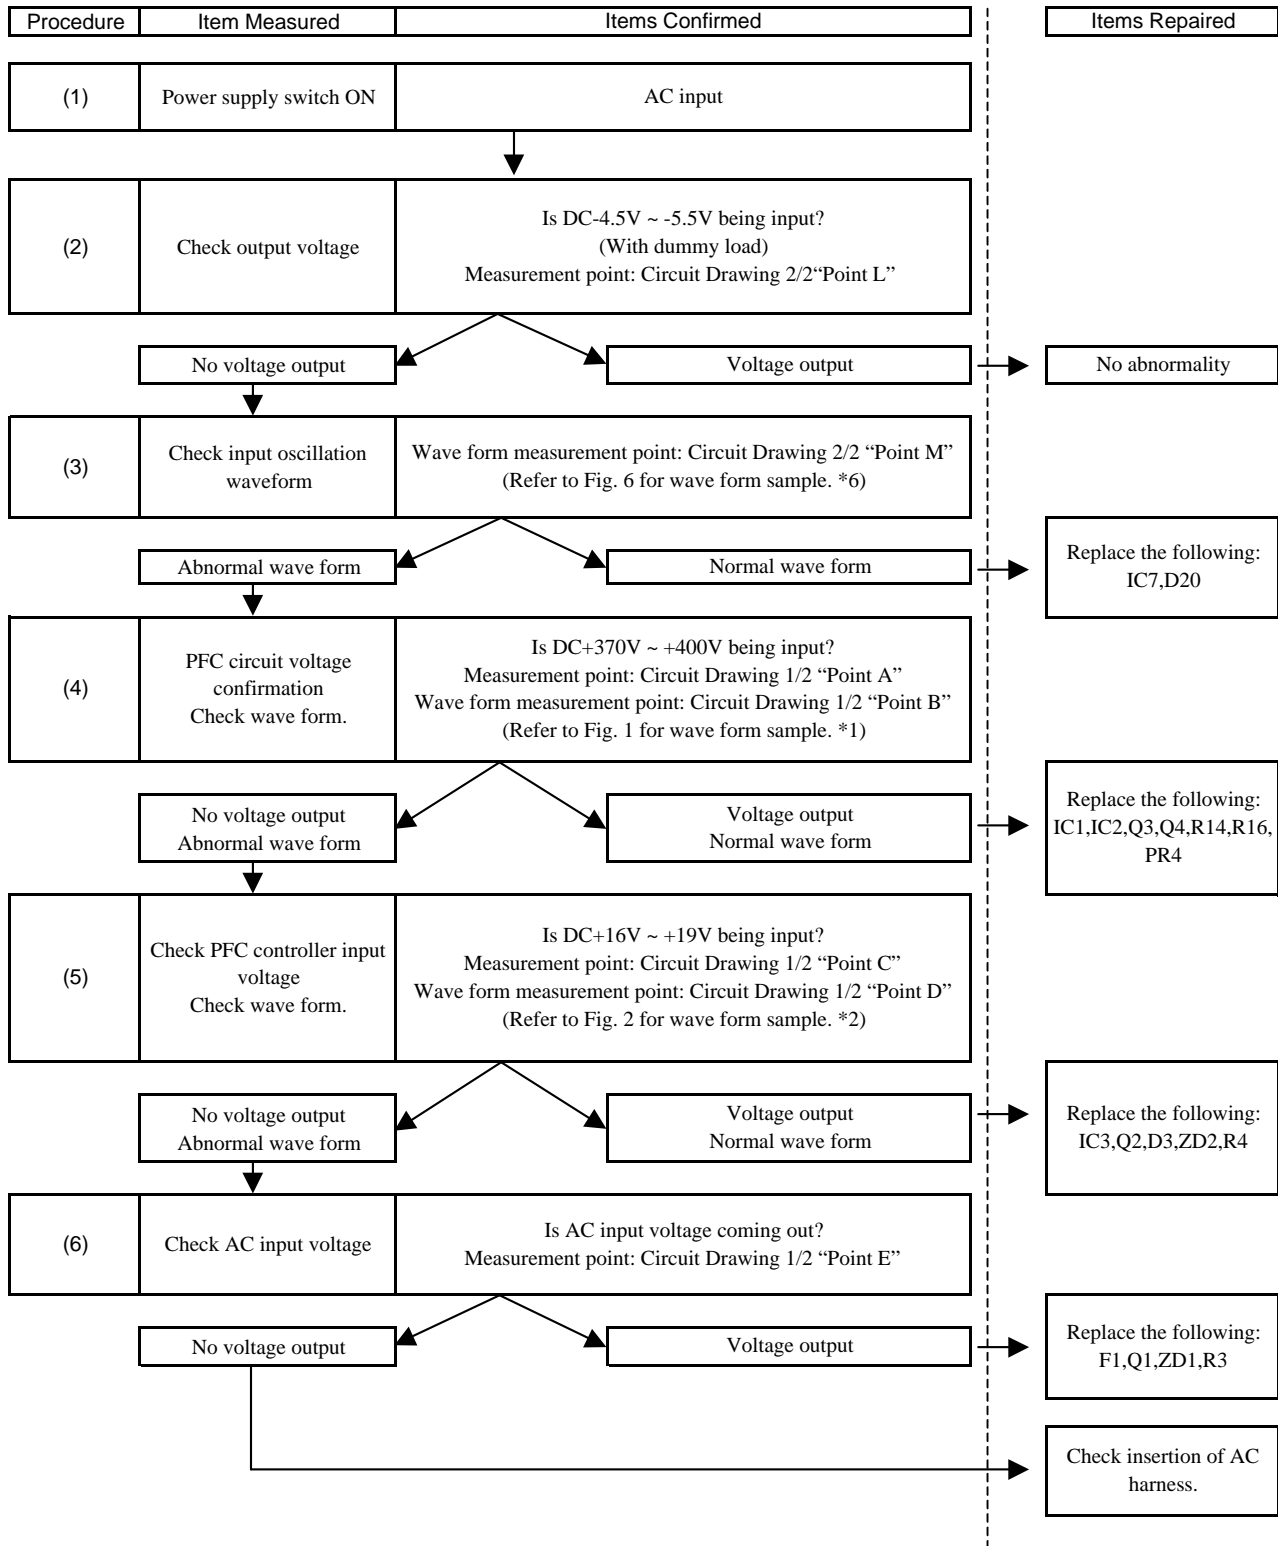 Procedure Item Measured Items Confirmed Items Repaired
(1) Power supply switch ON AC input
Is DC-4.5V ~ -5.5V being input?
(2) Check output voltage (With dummy load)
Measurement point: Circuit Drawing 2/2“Point L”
No voltage output Voltage output No abnormality
(3) Check input oscillation
waveform
Wave form measurement point: Circuit Drawing 2/2 “Point M”
(Refer to Fig. 6 for wave form sample. *6)
Abnormal wave form Normal wave form
Replace the following:
IC7,D20
(4) PFC circuit voltage
confirmation
Check wave form.
Is DC+370V ~ +400V being input?
Measurement point: Circuit Drawing 1/2 “Point A”
Wave form measurement point: Circuit Drawing 1/2 “Point B”
(Refer to Fig. 1 for wave form sample. *1)
No voltage output
Abnormal wave form
Voltage output
Normal wave form
Replace the following:
IC1,IC2,Q3,Q4,R14,R16,
PR4
(5) Check PFC controller input
voltage
Check wave form.
Is DC+16V ~ +19V being input?
Measurement point: Circuit Drawing 1/2 “Point C”
Wave form measurement point: Circuit Drawing 1/2 “Point D”
(Refer to Fig. 2 for wave form sample. *2)
No voltage output
Abnormal wave form
Voltage output
Normal wave form
Replace the following:
IC3,Q2,D3,ZD2,R4
(6) Check AC input voltage
Is AC input voltage coming out?
Measurement point: Circuit Drawing 1/2 “Point E”
No voltage output Voltage output
Replace the following:
F1,Q1,ZD1,R3
Check insertion of AC
harness.